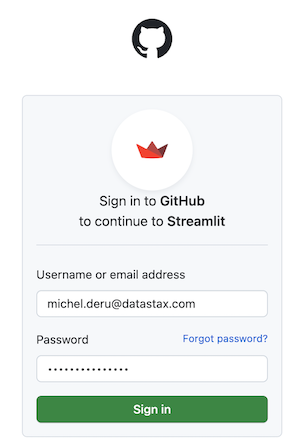 Sign in to GitHub
to continue to Streamlit
Username or email address
michel.deru@datastax.com
Password Forgot password?
•••••••••••••••
Sign in